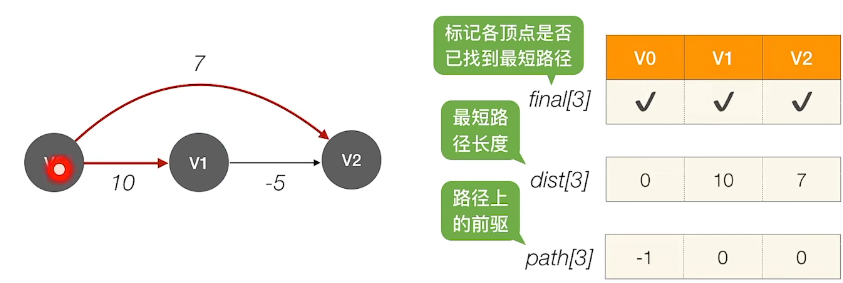 7
V
V1
V2
10
-5
标记各顶点是否
已找到最短路径
V0 V1 V2
final[3] ✔ ✔ ✔
最短路
径长度
dist[3] 0 10 7
路径上
的前驱
path[3] -1 0 0